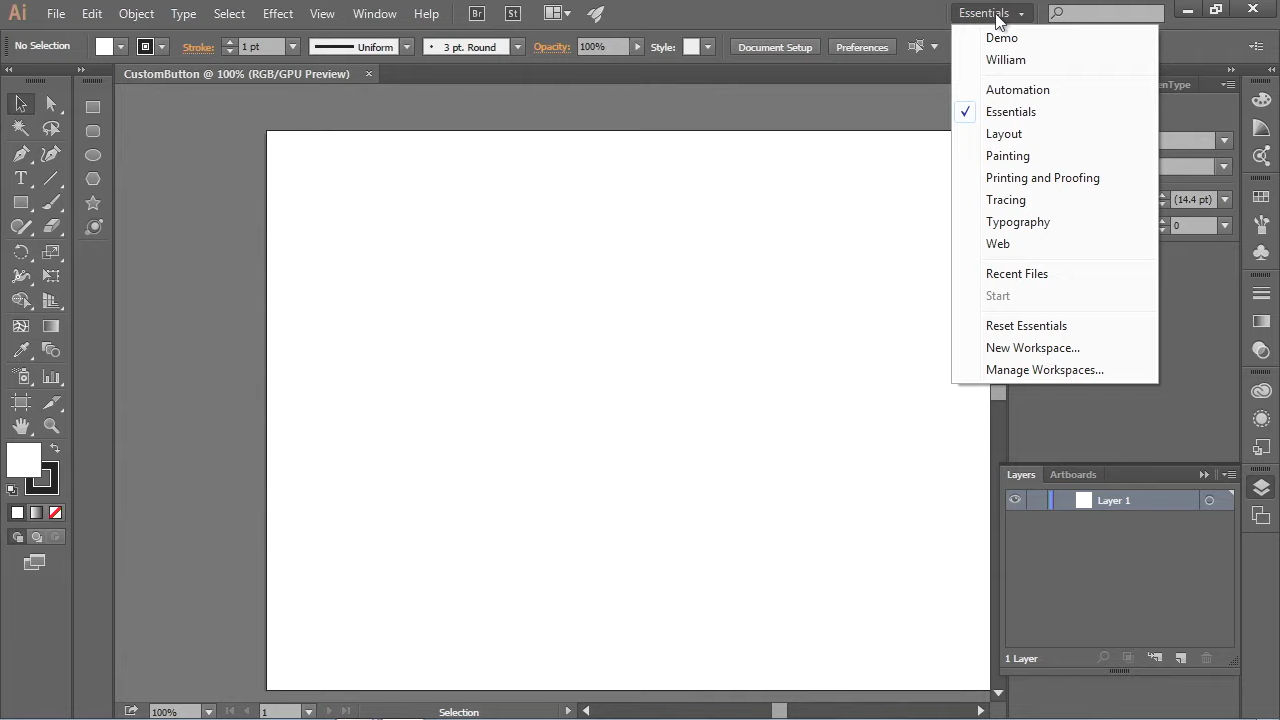 Ai File Edit Object Type Select Effect View Window Help Br St Essentials
No Selection Stroke: 1 pt Uniform 3 pt. Round Opacity: 100% Style: Document Setup Preferences
CustomButton @ 100% (RGB/GPU Preview) ×
Demo
William
Automation
Essentials
Layout
Painting
Printing and Proofing
Tracing
Typography
Web
Recent Files
Start
Reset Essentials
New Workspace...
Manage Workspaces...
enType
(14.4 pt)
0
Layers Artboards
Layer 1
1 Layer
100% 1 Selection